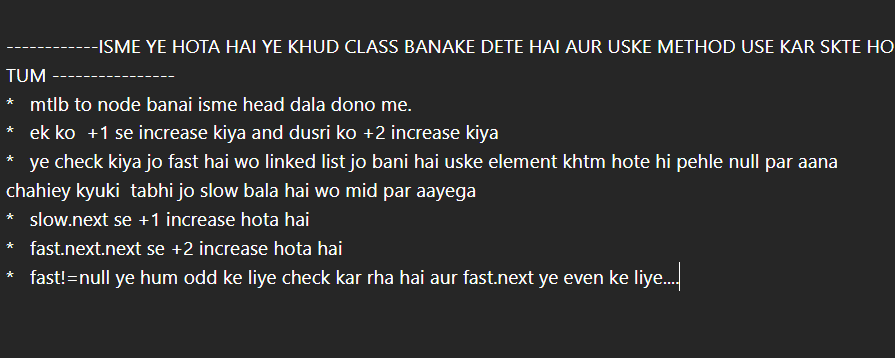 ------------ISME YE HOTA HAI YE KHUD CLASS BANAKE DETE HAI AUR USKE METHOD USE KAR SKTE HO
TUM ----------------
*   mtlb to node banai isme head dala dono me.
*   ek ko  +1 se increase kiya and dusri ko +2 increase kiya
*   ye check kiya jo fast hai wo linked list jo bani hai uske element khtm hote hi pehle null par aana
chahiey kyuki  tabhi jo slow bala hai wo mid par aayega
*   slow.next se +1 increase hota hai
*   fast.next.next se +2 increase hota hai
*   fast!=null ye hum odd ke liye check kar rha hai aur fast.next ye even ke liye....